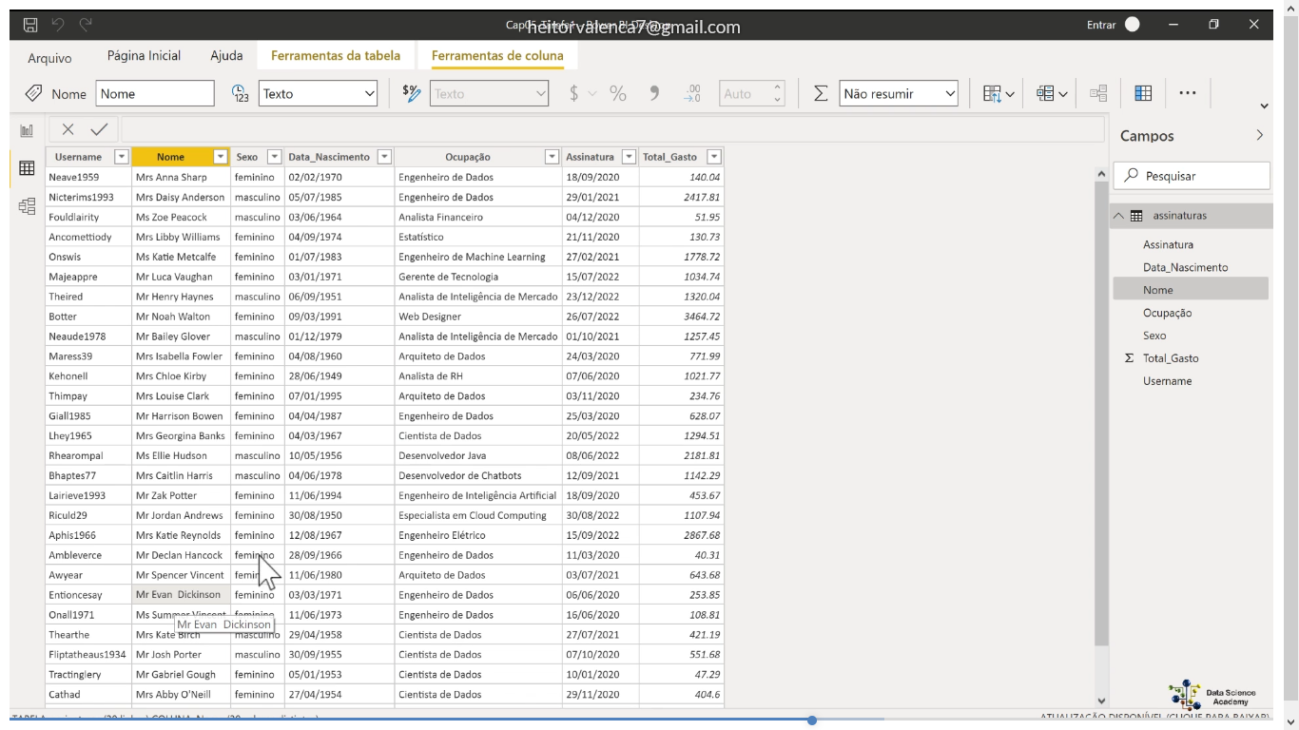 heitorvalenca7@gmail.com
Entrar
Arquivo Página Inicial Ajuda Ferramentas da tabela Ferramentas de coluna
Nome Nome Texto Texto $ % Auto Não resumir
Campos
Pesquisar
assinaturas
Assinatura
Data_Nascimento
Nome
Ocupação
Sexo
Total_Gasto
Username
Username Nome Sexo Data_Nascimento Ocupação Assinatura Total_Gasto
Neave1959 Mrs Anna Sharp feminino 02/02/1970 Engenheiro de Dados 18/09/2020 140.04
Nicterims1993 Mrs Daisy Anderson masculino 05/07/1985 Engenheiro de Dados 29/01/2021 2417.81
Fouldlairity Ms Zoe Peacock masculino 03/06/1964 Analista Financeiro 04/12/2020 51.95
Ancomettiody Mrs Libby Williams feminino 04/09/1974 Estatístico 21/11/2020 130.73
Onswis Ms Katie Metcalfe feminino 01/07/1983 Engenheiro de Machine Learning 27/02/2021 1778.72
Majeappre Mr Luca Vaughan feminino 03/01/1971 Gerente de Tecnologia 15/07/2022 1034.74
Theired Mr Henry Haynes masculino 06/09/1951 Analista de Inteligência de Mercado 23/12/2022 1320.04
Botter Mr Noah Walton feminino 09/03/1991 Web Designer 26/07/2022 3464.72
Neaude1978 Mr Bailey Glover masculino 01/12/1979 Analista de Inteligência de Mercado 01/10/2021 1257.45
Maress39 Mrs Isabella Fowler feminino 04/08/1960 Arquiteto de Dados 24/03/2020 771.99
Kehonell Mrs Chloe Kirby feminino 28/06/1949 Analista de RH 07/06/2020 1021.77
Thimpay Mrs Louise Clark feminino 07/01/1995 Arquiteto de Dados 03/11/2020 234.76
Giall1985 Mr Harrison Bowen feminino 04/04/1987 Engenheiro de Dados 25/03/2020 628.07
Lhey1965 Mrs Georgina Banks feminino 04/03/1967 Cientista de Dados 20/05/2022 1294.51
Rhearompal Ms Ellie Hudson masculino 10/05/1956 Desenvolvedor Java 08/06/2022 2181.81
Bhaptes77 Mrs Caitlin Harris masculino 04/06/1978 Desenvolvedor de Chatbots 12/09/2021 1142.29
Lairieve1993 Mr Zak Potter feminino 11/06/1994 Engenheiro de Inteligência Artificial 18/09/2020 453.67
Riculd29 Mr Jordan Andrews feminino 30/08/1950 Especialista em Cloud Computing 30/08/2022 1107.94
Aphis1966 Mrs Katie Reynolds feminino 12/08/1967 Engenheiro Elétrico 15/09/2022 2867.68
Ambleverce Mr Declan Hancock feminino 28/09/1966 Engenheiro de Dados 11/03/2020 40.31
Awyear Mr Spencer Vincent 11/06/1980 Arquiteto de Dados 03/07/2021 643.68
Entioncesay Mr Evan Dickinson feminino 03/03/1971 Engenheiro de Dados 06/06/2020 253.85
Onall1971 Ms Summer Vincent feminino 11/06/1973 Engenheiro de Dados 16/06/2020 108.81
Mr Evan Dickinson
Thearthe Mrs Kate Birch masculino 29/04/1958 Cientista de Dados 27/07/2021 421.19
Fliptatheaus1934 Mr Josh Porter masculino 30/09/1955 Cientista de Dados 07/10/2020 551.68
Tractinglery Mr Gabriel Gough feminino 05/01/1953 Cientista de Dados 10/01/2020 47.29
Cathad Mrs Abby O'Neill feminino 27/04/1954 Cientista de Dados 29/11/2020 404.6
Data Science
Academy
ATUALIZAÇÃO DISPONÍVEL (CLIQUE PARA BAIXAR)